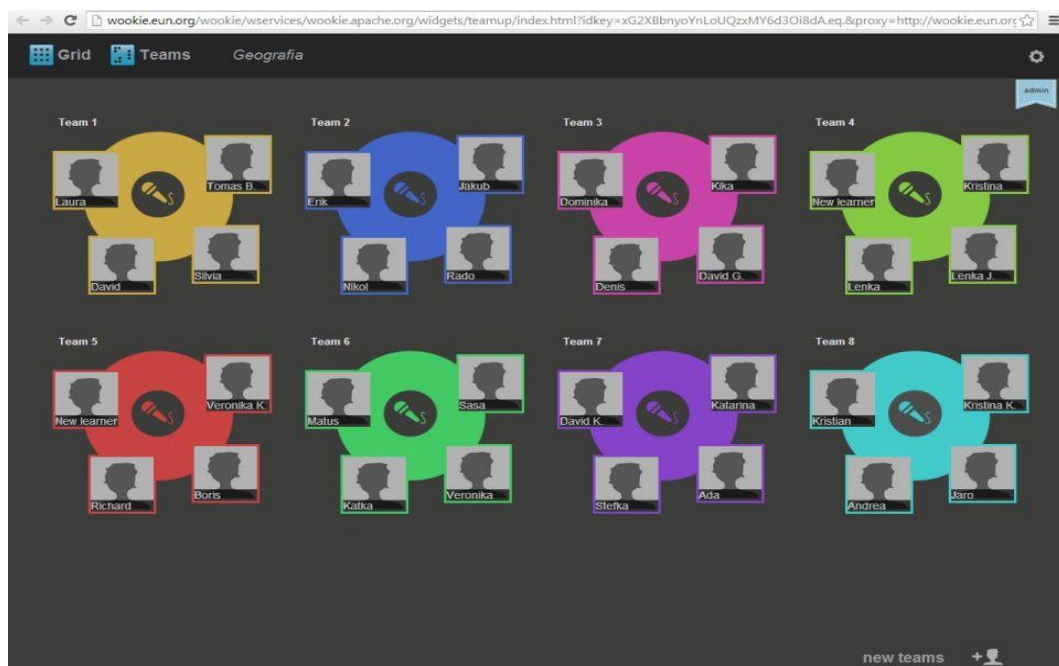 wookie.eun.org/wookie/wservices/wookie.apache.org/widgets/teamup/index.html?idkey=xG2XBbnyoYnLoUQzxMY6d3Oi8dA.eq.&proxy=http://wookie.eun.org
Grid Teams Geografia
admin
Team 1 Team 2 Team 3 Team 4
Laura Tomas B. Erik Jakub Dominika Kika New learner Kristina
David Silvia Nikol Rado Denis David G. Lenka Lenka J.
Team 5 Team 6 Team 7 Team 8
New learner Veronika K. Matus Sasa David K. Katarina Kristian Kristina K.
Richard Boris Katka Veronika Stefka Ada Andrea Jaro
new teams +